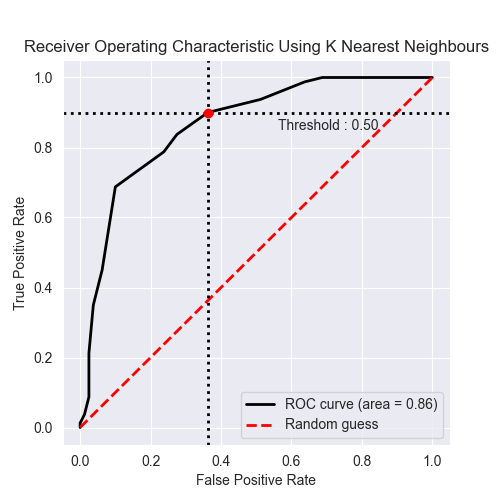 Receiver Operating Characteristic Using K Nearest Neighbours
1.0
0.8
0.6
0.4
0.2
0.0
True Positive Rate
Threshold : 0.50
ROC curve (area = 0.86)
Random guess
0.0 0.2 0.4 0.6 0.8 1.0
False Positive Rate